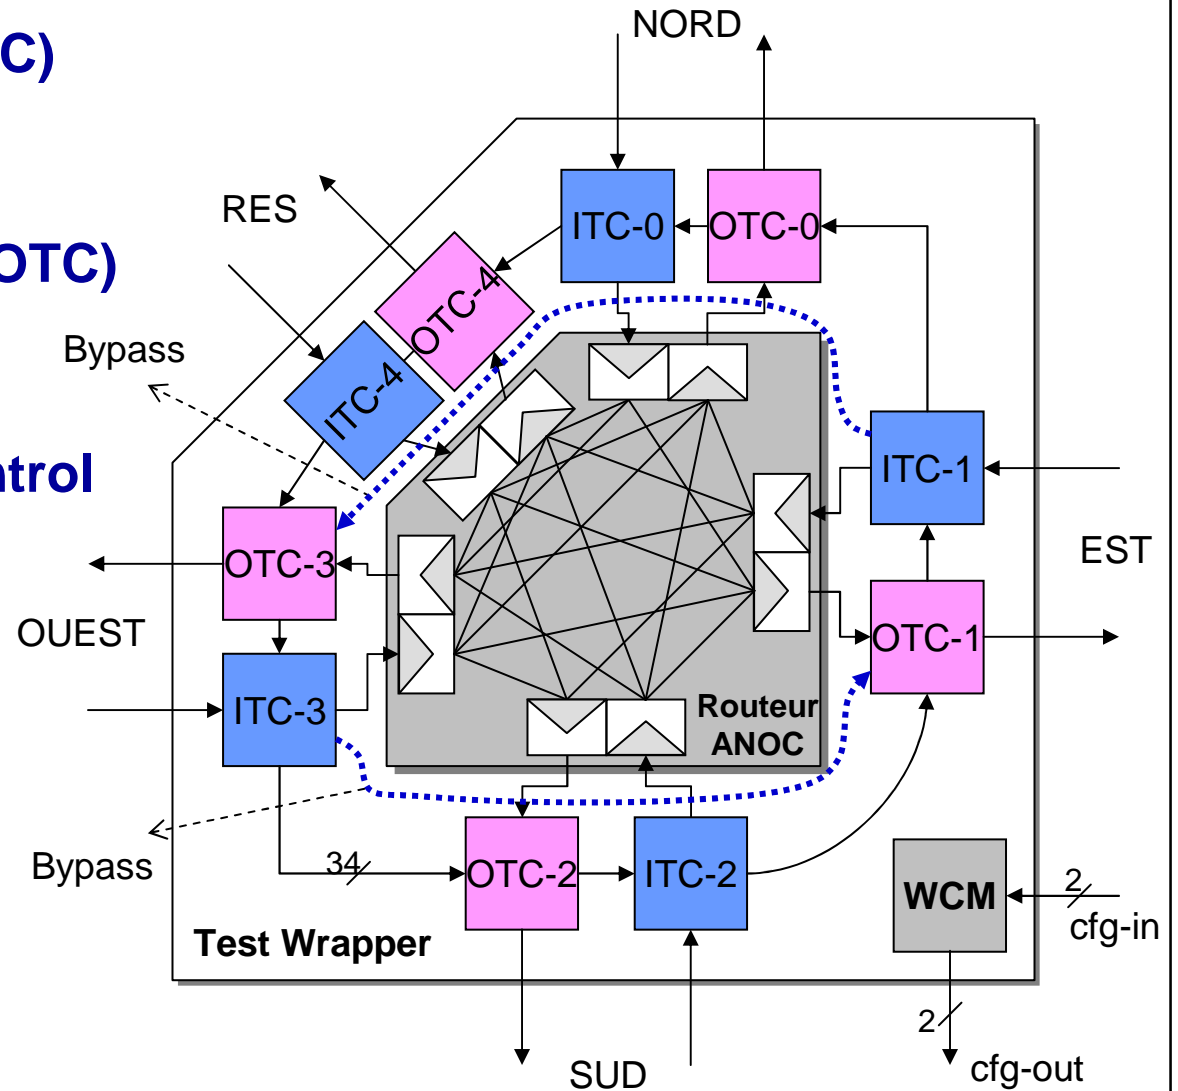 C)
NORD
RES
ITC-0
OTC-0
OTC)
OTC-4
Bypass
ITC-4
ntrol
ITC-1
OTC-3
EST
OUEST
OTC-1
ITC-3
Routeur
ANOC
Bypass
34
OTC-2
ITC-2
WCM
2
cfg-in
Test Wrapper
2
SUD
cfg-out